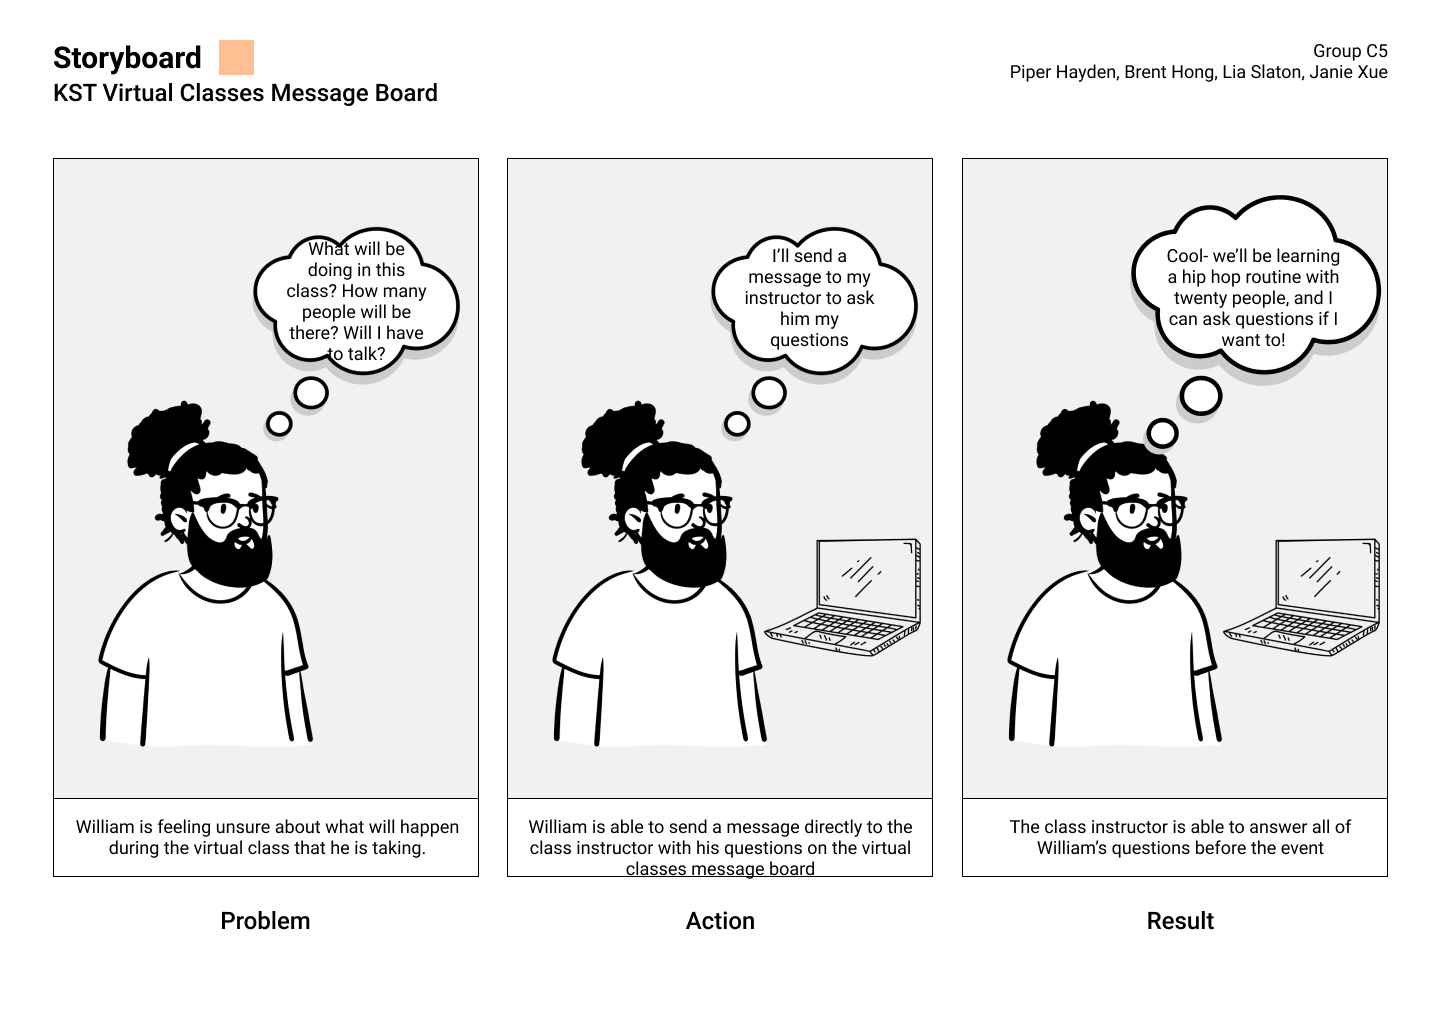 Storyboard
KST Virtual Classes Message Board
Group C5
Piper Hayden, Brent Hong, Lia Slaton, Janie Xue
What will be
doing in this
class? How many
people will be
there? Will I have
to talk?
William is feeling unsure about what will happen
during the virtual class that he is taking.
Problem
I’ll send a
message to my
instructor to ask
him my
questions
William is able to send a message directly to the
class instructor with his questions on the virtual
classes message board
Action
Cool- we’ll be learning
a hip hop routine with
twenty people, and I
can ask questions if I
want to!
The class instructor is able to answer all of
William’s questions before the event
Result